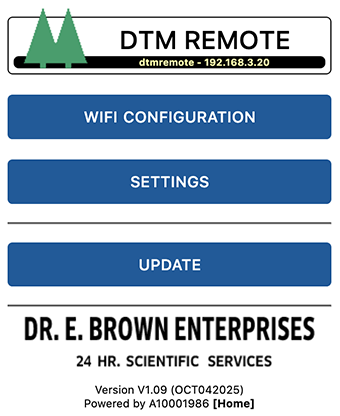 DTM REMOTE
dtmremote - 192.168.3.20
WIFI CONFIGURATION
SETTINGS
UPDATE
DR. E. BROWN ENTERPRISES
24 HR. SCIENTIFIC SERVICES
Version V1.09 (OCT042025)
Powered by A10001986 [Home]